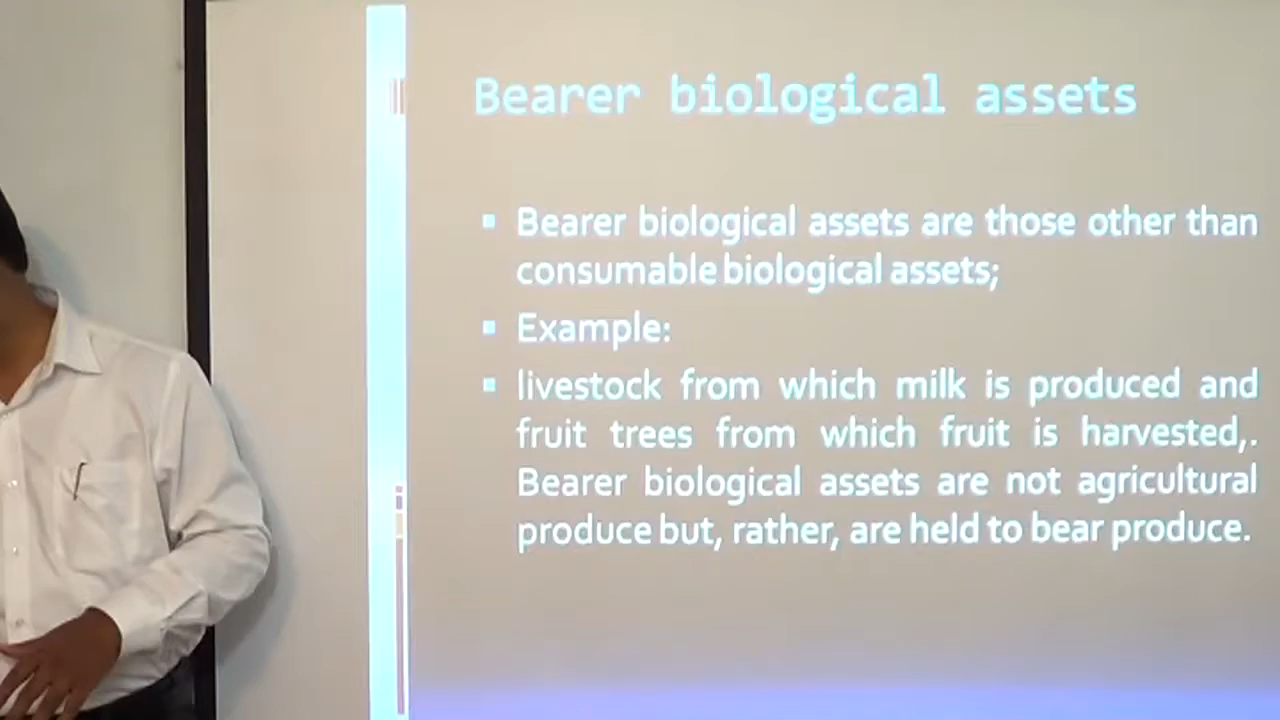 Bearer biological assets
▪ Bearer biological assets are those other than
consumable biological assets;
▪ Example:
▪ livestock from which milk is produced and
fruit trees from which fruit is harvested,.
Bearer biological assets are not agricultural
produce but, rather, are held to bear produce.